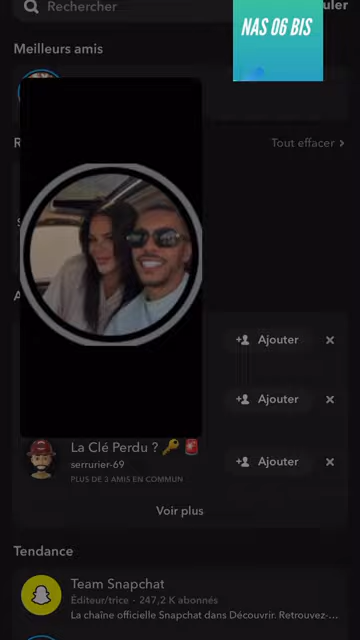 Rechercher
uler
NAS 06 BIS
Meilleurs amis
R
Tout effacer
s
A
Ajouter
Ajouter
La Clé Perdu ? 🔑 🚨
serrurier-69
PLUS DE 3 AMIS EN COMMUN
Ajouter
Voir plus
Tendance
Team Snapchat
Éditeur/trice · 247,2 K abonnés
La chaîne officielle Snapchat dans Découvrir. Retrouvez-…